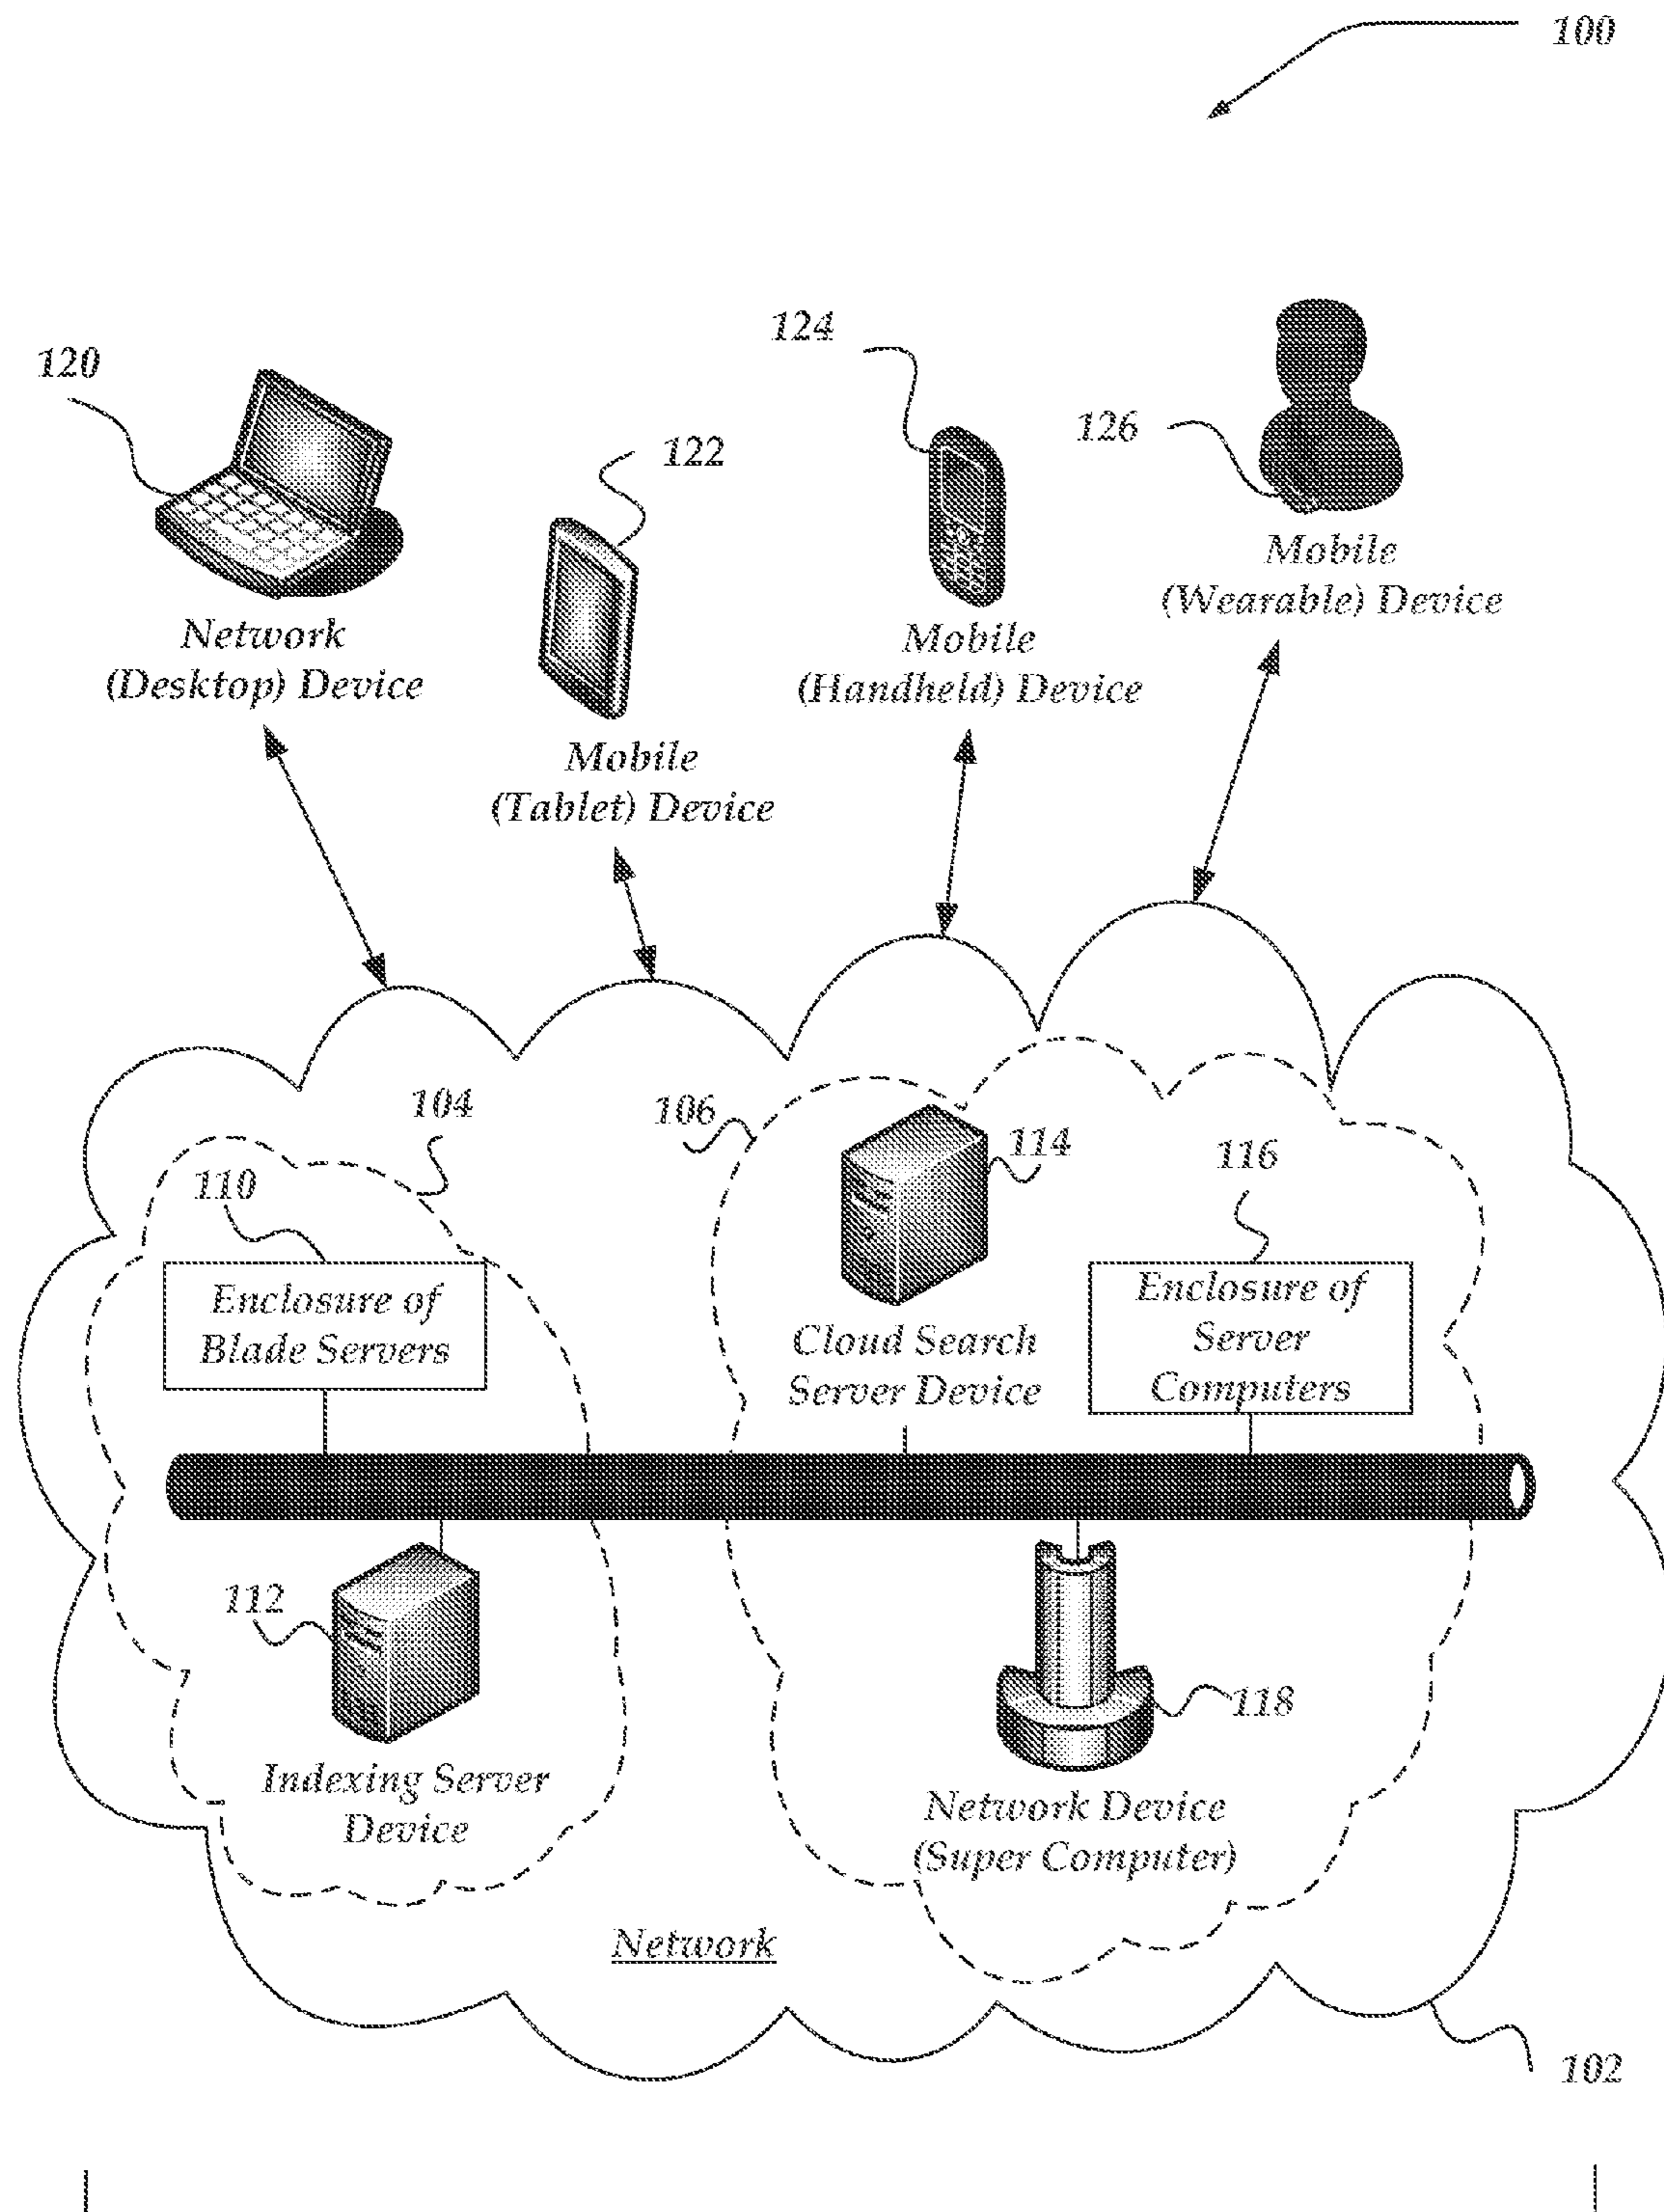 100
124
120
126
122
Mobile
(Wearable) Device
Network
(Desktop) Device
Mobile
(Handheld) Device
Mobile
(Tablet) Device
104
106
114
116
110
Enclosure of
Blade Servers
Enclosure of
Server
Computers
Cloud Search
Server Device
112
118
Indexing Server
Device
Network Device
(Super Computer)
Network
102